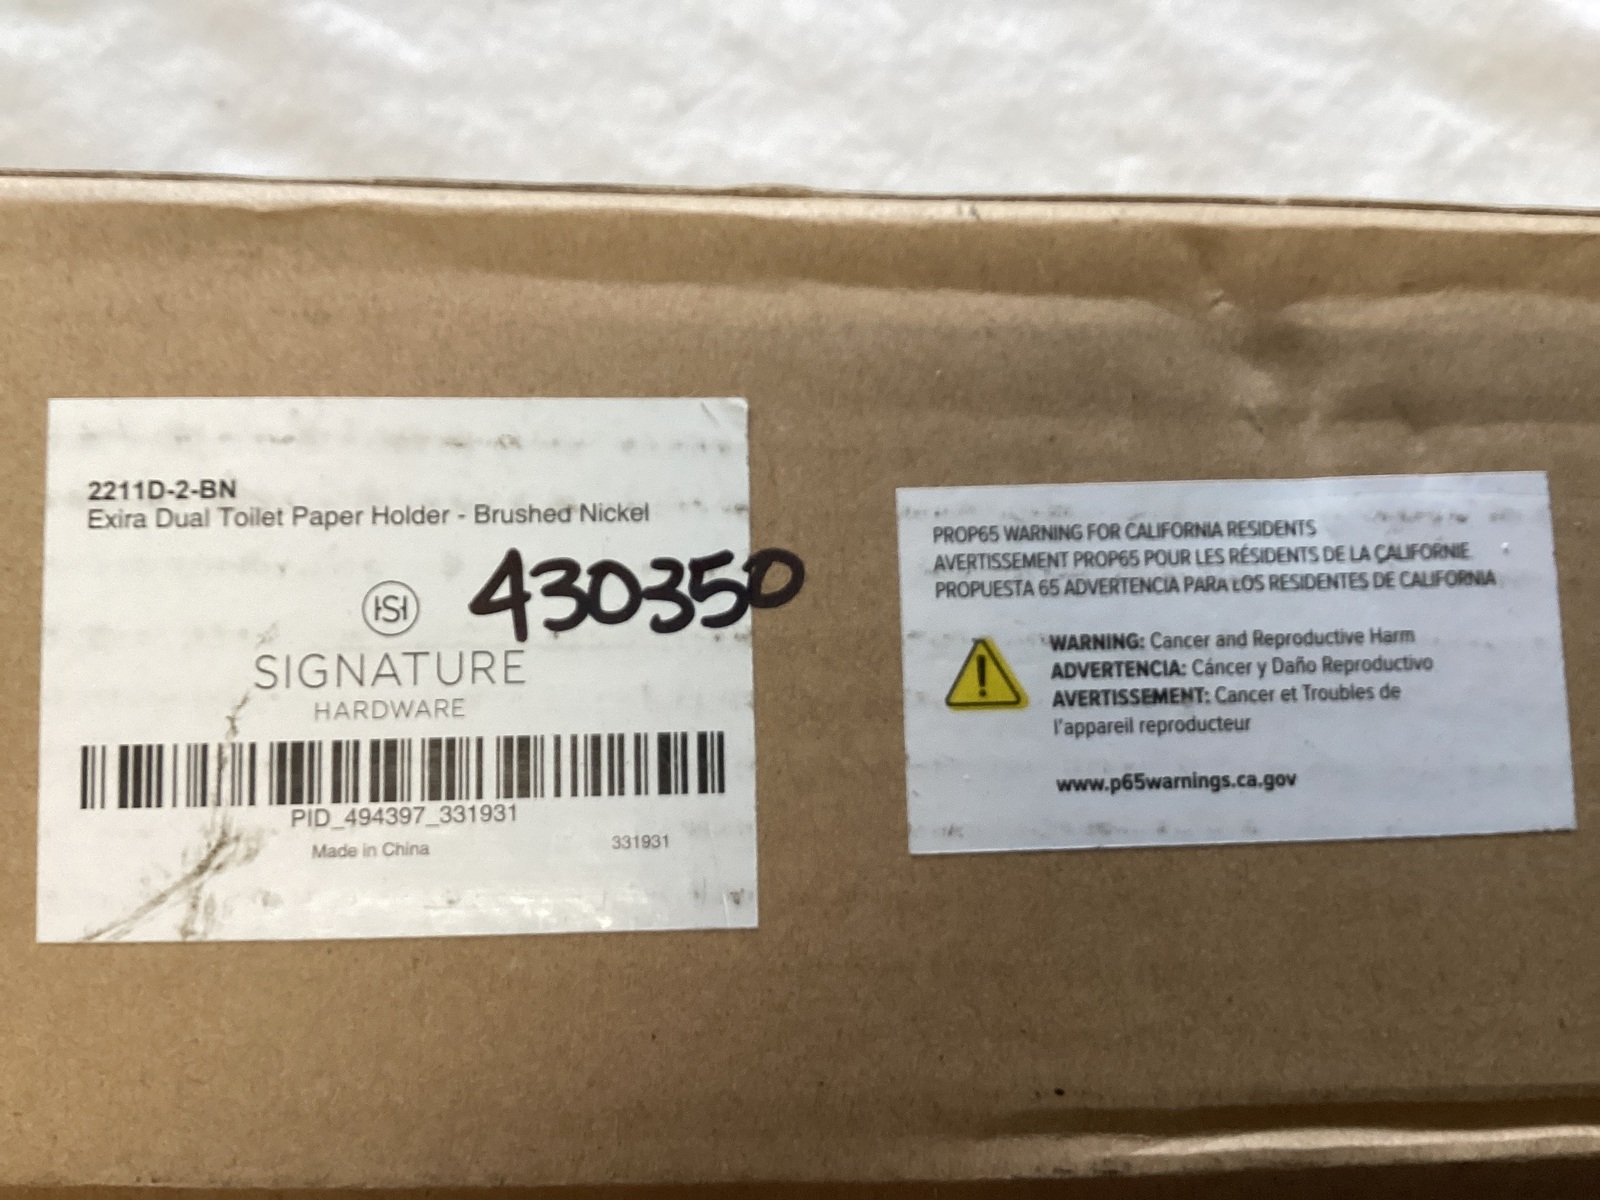 2211D-2-BN
Exira Dual Toilet Paper Holder - Brushed Nickel
430350
HS
SIGNATURE
HARDWARE
PID_494397_331931
Made in China
331931
PROP65 WARNING FOR CALIFORNIA RESIDENTS
AVERTISSEMENT PROP65 POUR LES RÉSIDENTS DE LA CALIFORNIE
PROPUESTA 65 ADVERTENCIA PARA LOS RESIDENTES DE CALIFORNIA
WARNING: Cancer and Reproductive Harm
ADVERTENCIA: Cáncer y Daño Reproductivo
AVERTISSEMENT: Cancer et Troubles de
l'appareil reproducteur
www.p65warnings.ca.gov